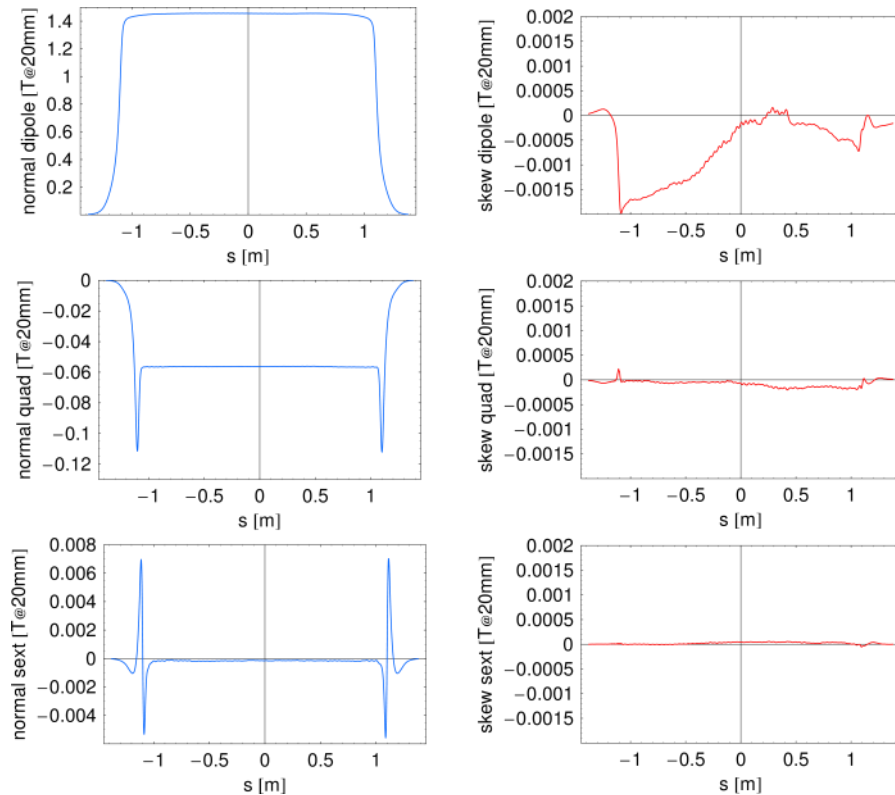 normal dipole [T@20mm]
1.4
1.2
1
0.8
0.6
0.4
0.2
−1 −0.5 0 0.5 1
s [m]
skew dipole [T@20mm]
0.002
0.0015
0.001
0.0005
0
−0.0005
−0.001
−0.0015
−1 −0.5 0 0.5 1
s [m]
normal quad [T@20mm]
0
−0.02
−0.04
−0.06
−0.08
−0.1
−0.12
−1 −0.5 0 0.5 1
s [m]
skew quad [T@20mm]
0.002
0.0015
0.001
0.0005
0
−0.0005
−0.001
−0.0015
−1 −0.5 0 0.5 1
s [m]
normal sext [T@20mm]
0.008
0.006
0.004
0.002
0
−0.002
−0.004
−1 −0.5 0 0.5 1
s [m]
skew sext [T@20mm]
0.002
0.0015
0.001
0.0005
0
−0.0005
−0.001
−0.0015
−1 −0.5 0 0.5 1
s [m]